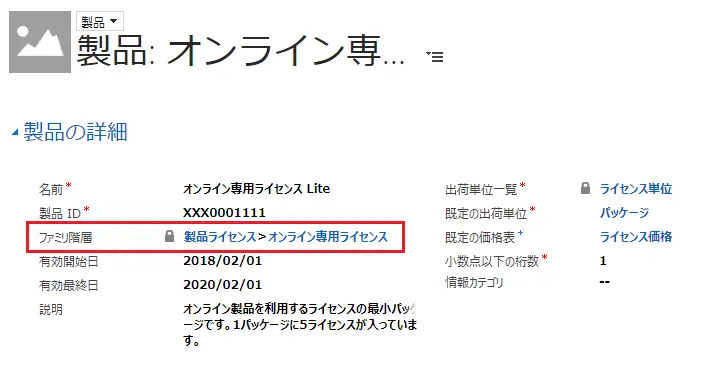 製品
製品: オンライン専...
製品の詳細
名前* オンライン専用ライセンス Lite
製品 ID* XXX0001111
ファミリ階層 製品ライセンス>オンライン専用ライセンス
有効開始日 2018/02/01
有効最終日 2020/02/01
説明 オンライン製品を利用するライセンスの最小パッケ
ージです。1パッケージに5ライセンスが入っていま
す。
出荷単位一覧* ライセンス単位
既定の出荷単位* パッケージ
既定の価格表+ ライセンス価格
小数点以下の桁数* 1
情報カテゴリ --